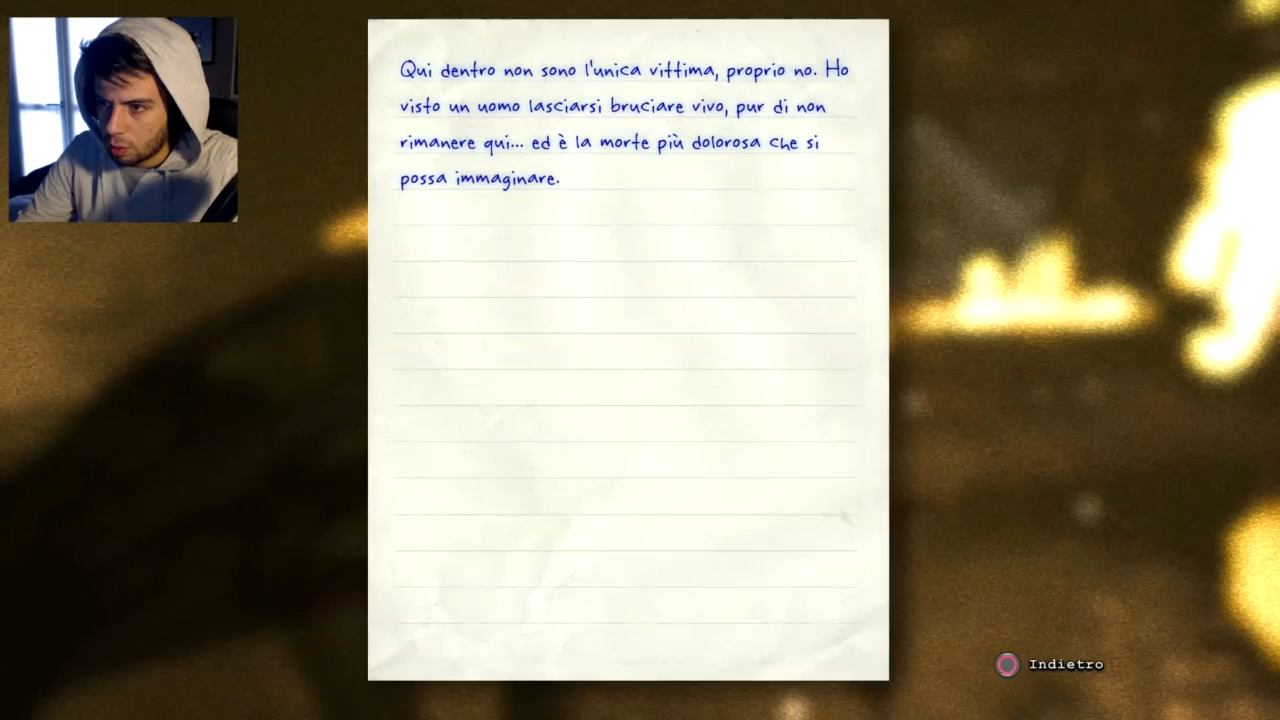 Qui dentro non sono l'unica vittima, proprio no. Ho
visto un uomo lasciarsi bruciare vivo, pur di non
rimanere qui... ed è la morte più dolorosa che si
possa immaginare.
Indietro